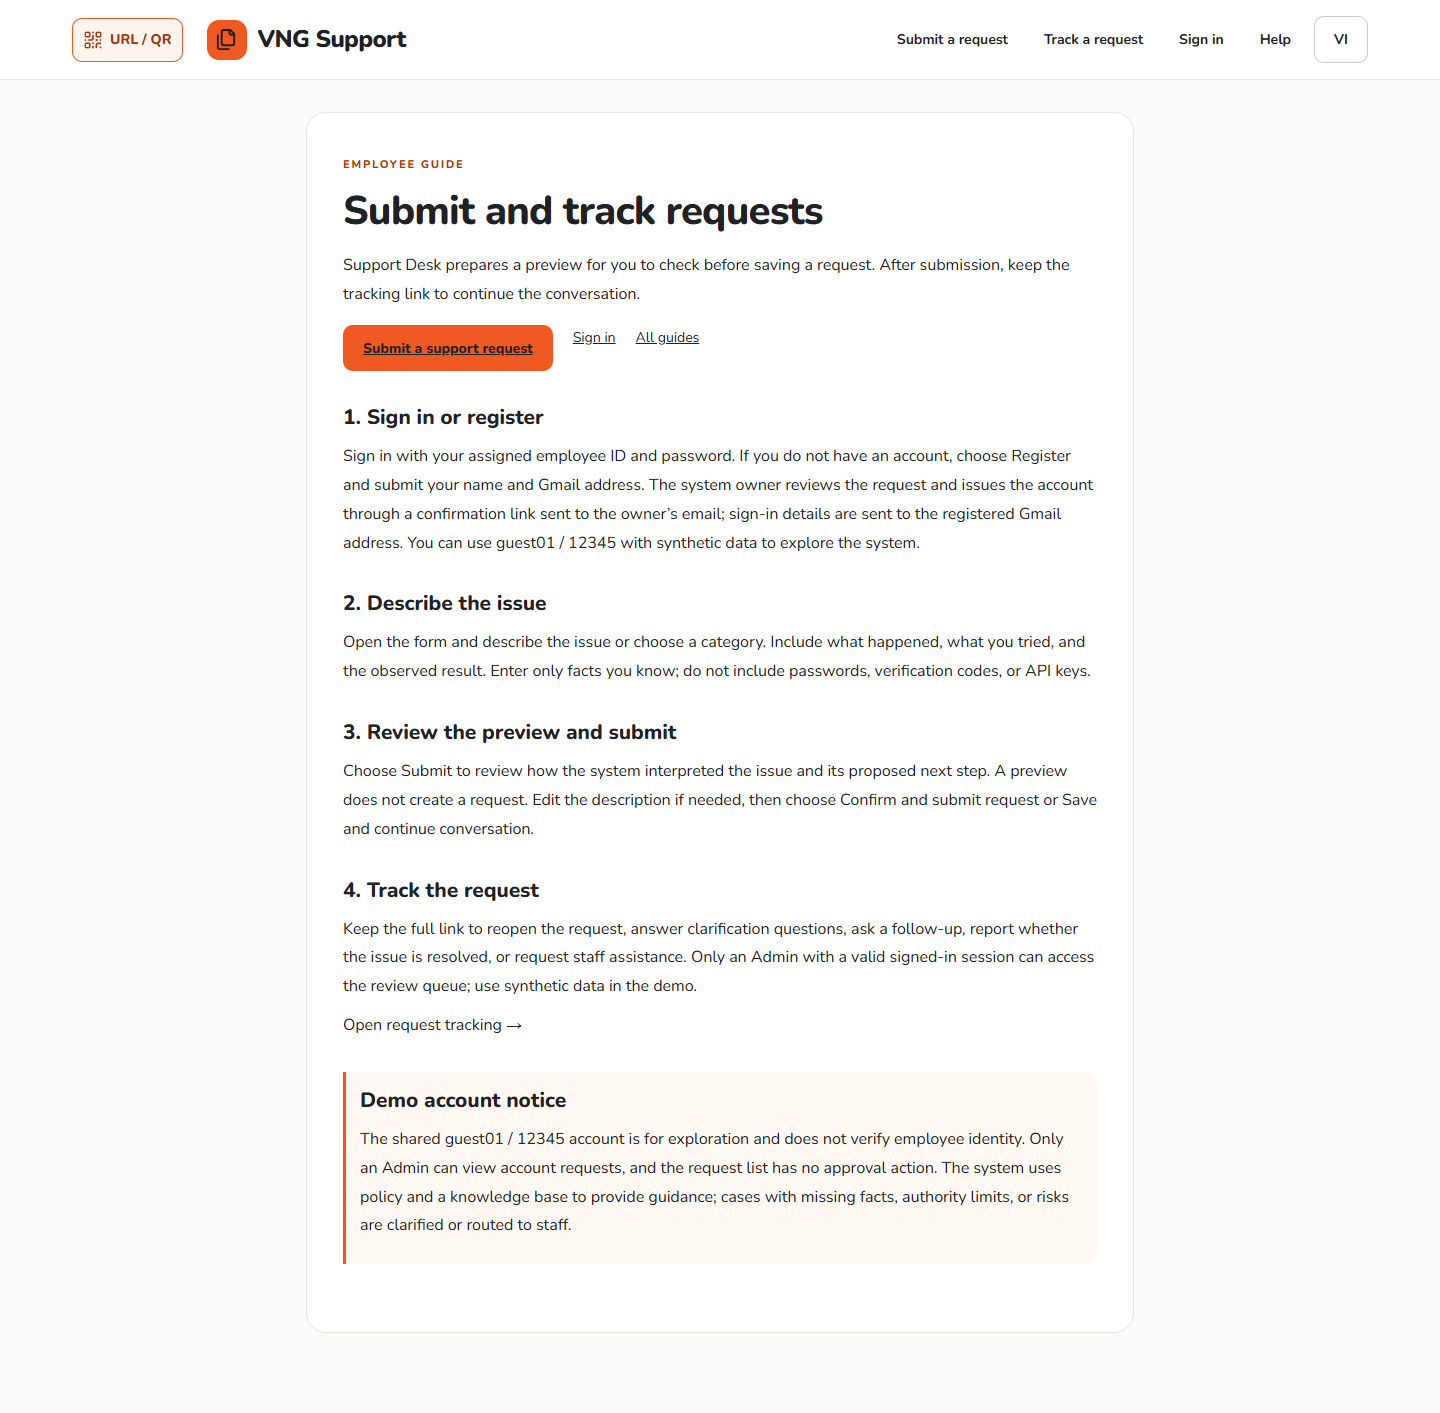 URL / QR
VNG Support
Submit a request
Track a request
Sign in
Help
VI
EMPLOYEE GUIDE
Submit and track requests
Support Desk prepares a preview for you to check before saving a request. After submission, keep the
tracking link to continue the conversation.
Submit a support request
Sign in
All guides
1. Sign in or register
Sign in with your assigned employee ID and password. If you do not have an account, choose Register
and submit your name and Gmail address. The system owner reviews the request and issues the account
through a confirmation link sent to the owner’s email; sign-in details are sent to the registered Gmail
address. You can use guest01 / 12345 with synthetic data to explore the system.
2. Describe the issue
Open the form and describe the issue or choose a category. Include what happened, what you tried, and
the observed result. Enter only facts you know; do not include passwords, verification codes, or API keys.
3. Review the preview and submit
Choose Submit to review how the system interpreted the issue and its proposed next step. A preview
does not create a request. Edit the description if needed, then choose Confirm and submit request or Save
and continue conversation.
4. Track the request
Keep the full link to reopen the request, answer clarification questions, ask a follow-up, report whether
the issue is resolved, or request staff assistance. Only an Admin with a valid signed-in session can access
the review queue; use synthetic data in the demo.
Open request tracking →
Demo account notice
The shared guest01 / 12345 account is for exploration and does not verify employee identity. Only
an Admin can view account requests, and the request list has no approval action. The system uses
policy and a knowledge base to provide guidance; cases with missing facts, authority limits, or risks
are clarified or routed to staff.